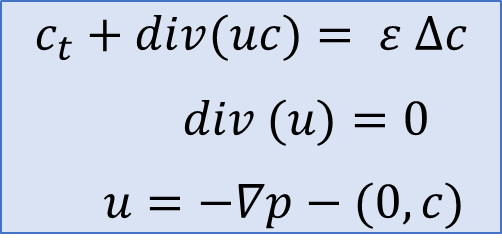 c_t + div(uc) = ε Δc
div (u) = 0
u = −∇p − (0, c)